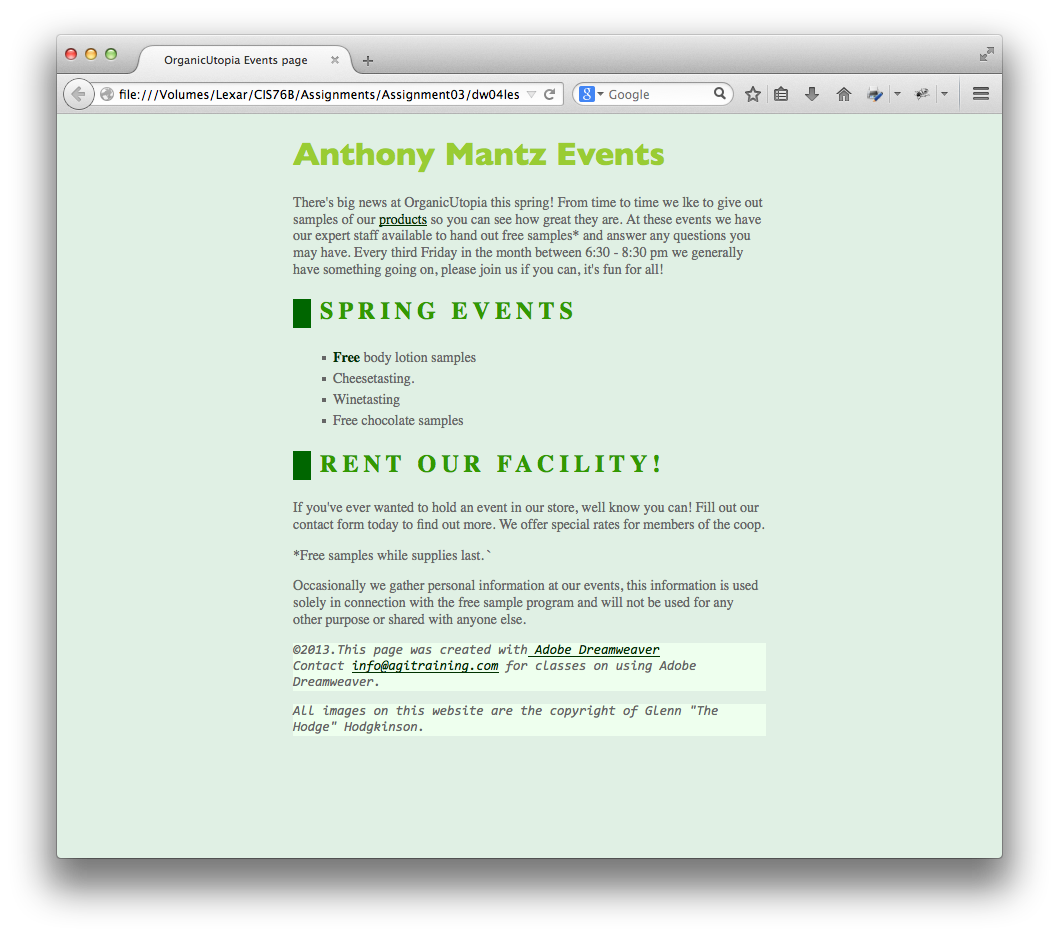 OrganicUtopia Events page
file:///Volumes/Lexar/CIS76B/Assignments/Assignment03/dw04les
8 Google
Anthony Mantz Events
There's big news at OrganicUtopia this spring! From time to time we lke to give out
samples of our products so you can see how great they are. At these events we have
our expert staff available to hand out free samples* and answer any questions you
may have. Every third Friday in the month between 6:30 - 8:30 pm we generally
have something going on, please join us if you can, it's fun for all!
SPRING EVENTS
Free body lotion samples
Cheesetasting.
Winetasting
Free chocolate samples
RENT OUR FACILITY!
If you've ever wanted to hold an event in our store, well know you can! Fill out our
contact form today to find out more. We offer special rates for members of the coop.
*Free samples while supplies last.`
Occasionally we gather personal information at our events, this information is used
solely in connection with the free sample program and will not be used for any
other purpose or shared with anyone else.
©2013.This page was created with Adobe Dreamweaver
Contact info@agitraining.com for classes on using Adobe
Dreamweaver.
All images on this website are the copyright of Glenn "The
Hodge" Hodgkinson.